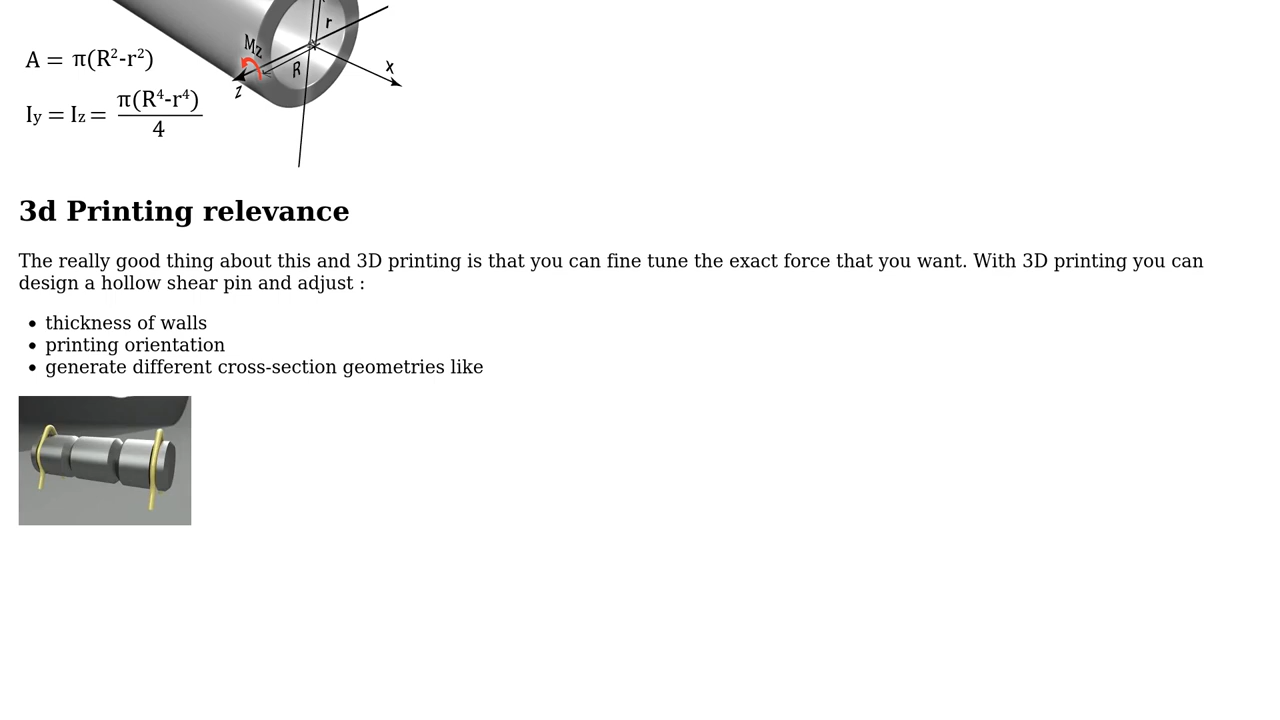 r
Mz
A = π(R²-r²)
R
x
z
Iy = Iz = π(R⁴-r⁴)
4
3d Printing relevance
The really good thing about this and 3D printing is that you can fine tune the exact force that you want. With 3D printing you can
design a hollow shear pin and adjust :
• thickness of walls
• printing orientation
• generate different cross-section geometries like